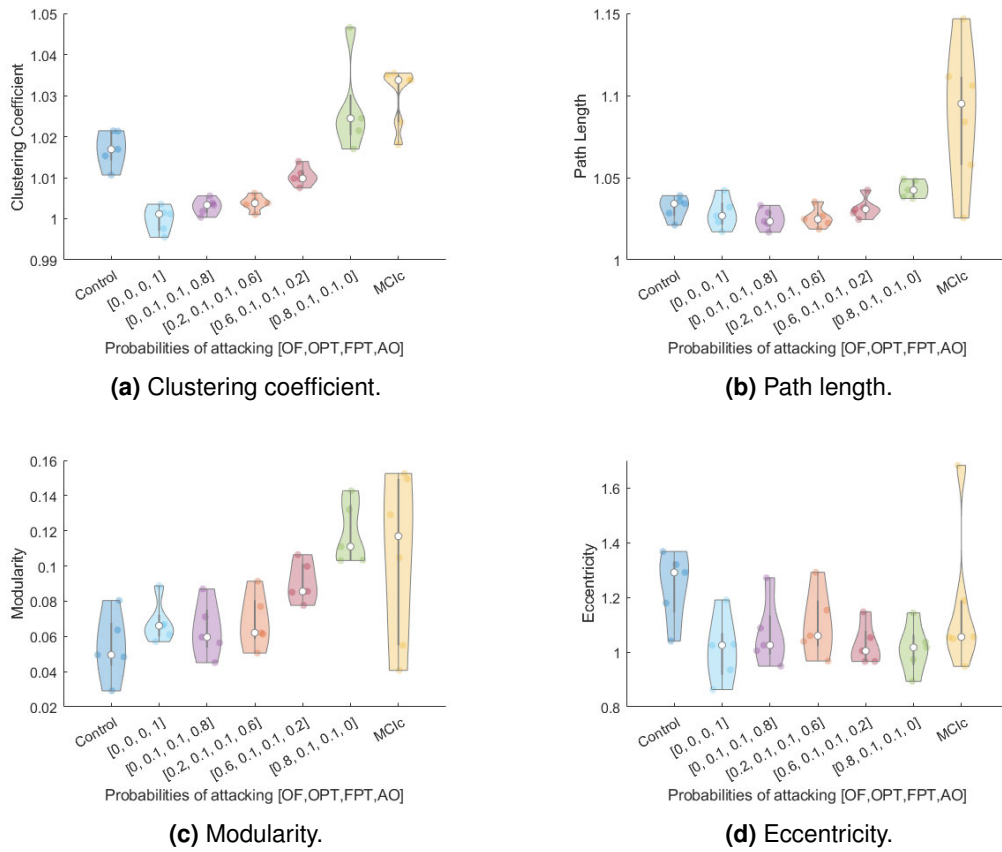 1.05
1.04
1.03
1.02
1.01
1
0.99
Clustering Coefficient
Control
[0, 0, 0, 1]
[0, 0.1, 0.1, 0.8]
[0.2, 0.1, 0.1, 0.6]
[0.6, 0.1, 0.1, 0.2]
[0.8, 0.1, 0.1, 0]
MCIc
Probabilities of attacking [OF,OPT,FPT,AO]
(a) Clustering coefficient.
1.15
1.1
1.05
1
Path Length
Control
[0, 0, 0, 1]
[0, 0.1, 0.1, 0.8]
[0.2, 0.1, 0.1, 0.6]
[0.6, 0.1, 0.1, 0.2]
[0.8, 0.1, 0.1, 0]
MCIc
Probabilities of attacking [OF,OPT,FPT,AO]
(b) Path length.
0.16
0.14
0.12
0.10
0.08
0.06
0.04
0.02
Modularity
Control
[0, 0, 0, 1]
[0, 0.1, 0.1, 0.8]
[0.2, 0.1, 0.1, 0.6]
[0.6, 0.1, 0.1, 0.2]
[0.8, 0.1, 0.1, 0]
MCIc
Probabilities of attacking [OF,OPT,FPT,AO]
(c) Modularity.
1.6
1.4
1.2
1
0.8
Eccentricity
Control
[0, 0, 0, 1]
[0, 0.1, 0.1, 0.8]
[0.2, 0.1, 0.1, 0.6]
[0.6, 0.1, 0.1, 0.2]
[0.8, 0.1, 0.1, 0]
MCIc
Probabilities of attacking [OF,OPT,FPT,AO]
(d) Eccentricity.